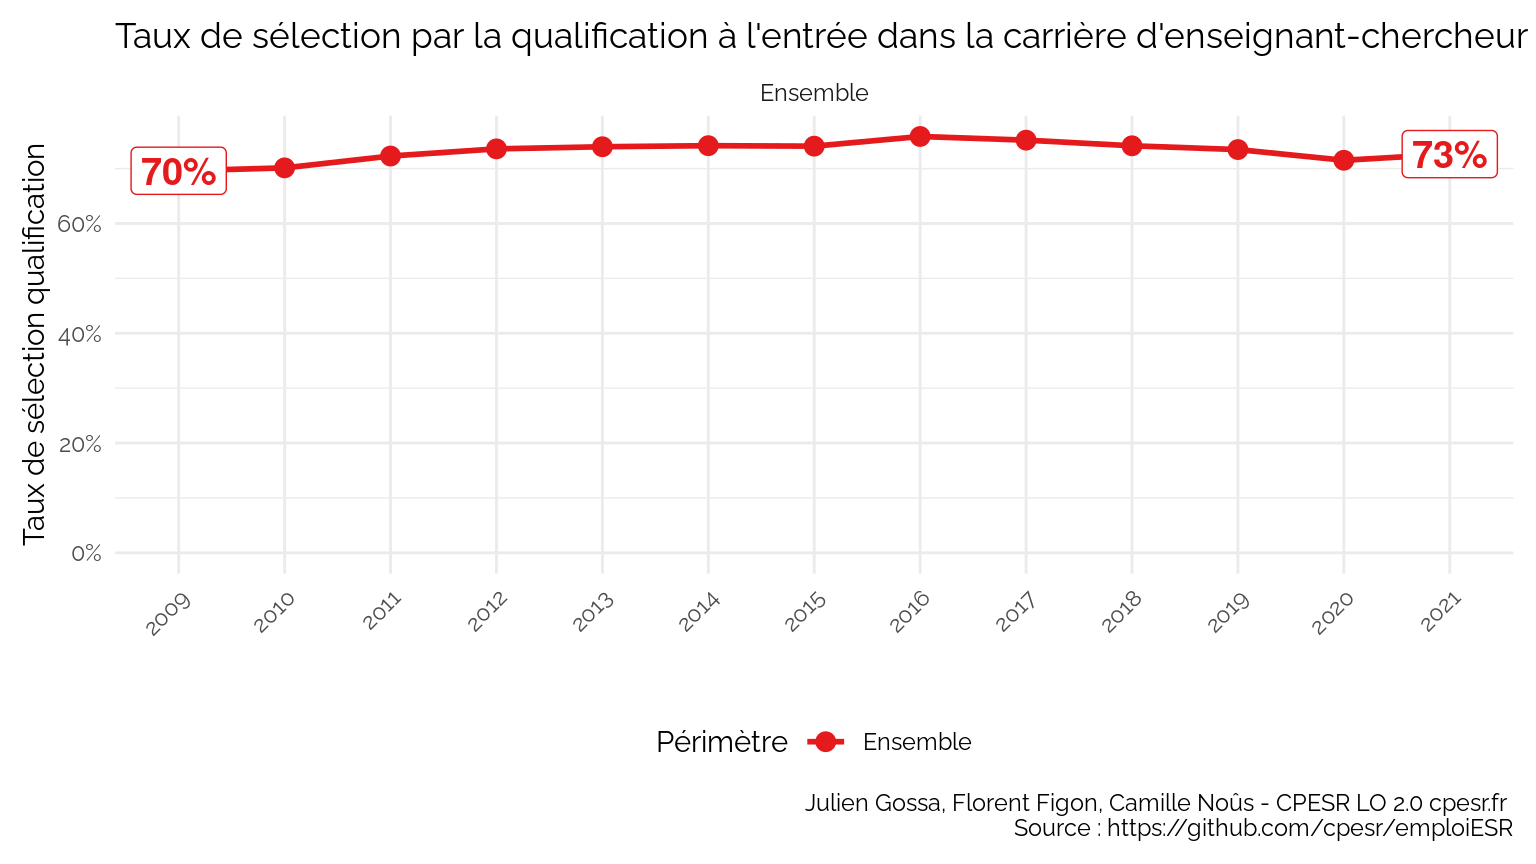 Taux de sélection par la qualification à l'entrée dans la carrière d'enseignant-chercheur
Ensemble
Taux de sélection qualification
70%
73%
60%
40%
20%
0%
2009
2010
2011
2012
2013
2014
2015
2016
2017
2018
2019
2020
2021
Périmètre
Ensemble
Julien Gossa, Florent Figon, Camille Noûs - CPESR LO 2.0 cpesr.fr
Source : https://github.com/cpesr/emploiESR